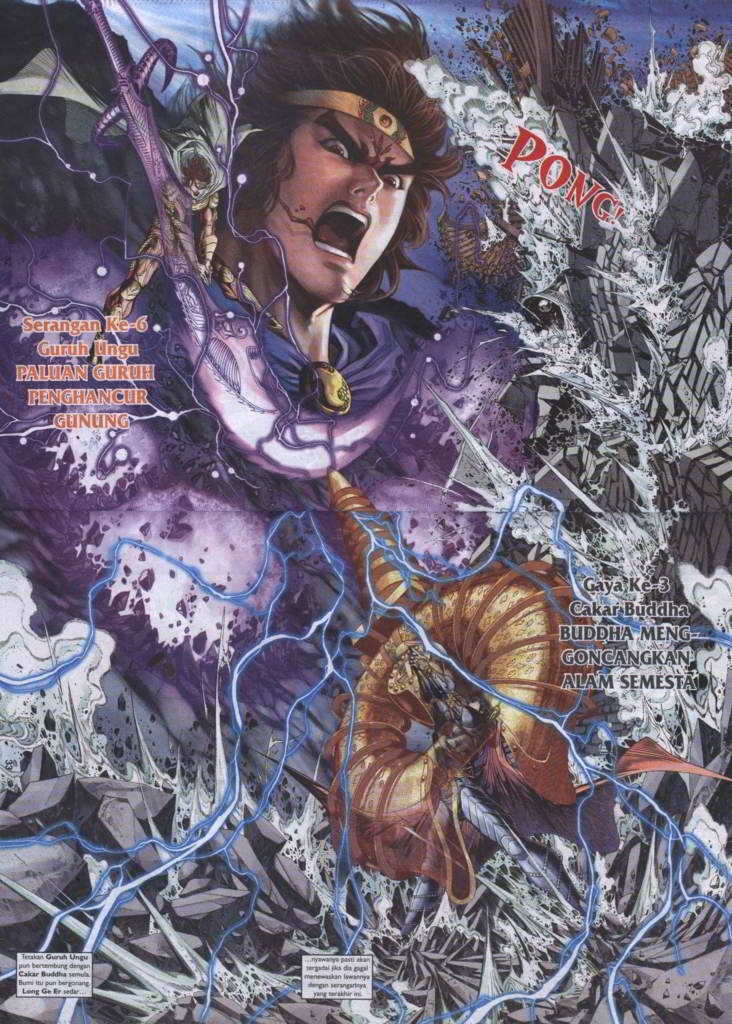 PONG!
Serangan Ke-6
Guruh Ungu
PALUAN GURUH
PENGHANCUR
GUNUNG
Gaya Ke-3
Cakar Buddha
BUDDHA MENG-
GONCANGKAN
ALAM SEMESTA
33
Tetakan Guruh Ungu
pun bertembung dengan
Cakar Buddha semula.
Bumi itu pun bergonang.
Long Ge Er sedar...
...nyawanya pasti akan
tergadai jika dia gagal
menewaskan lawannya
dengan serangannya
yang terakhir ini.